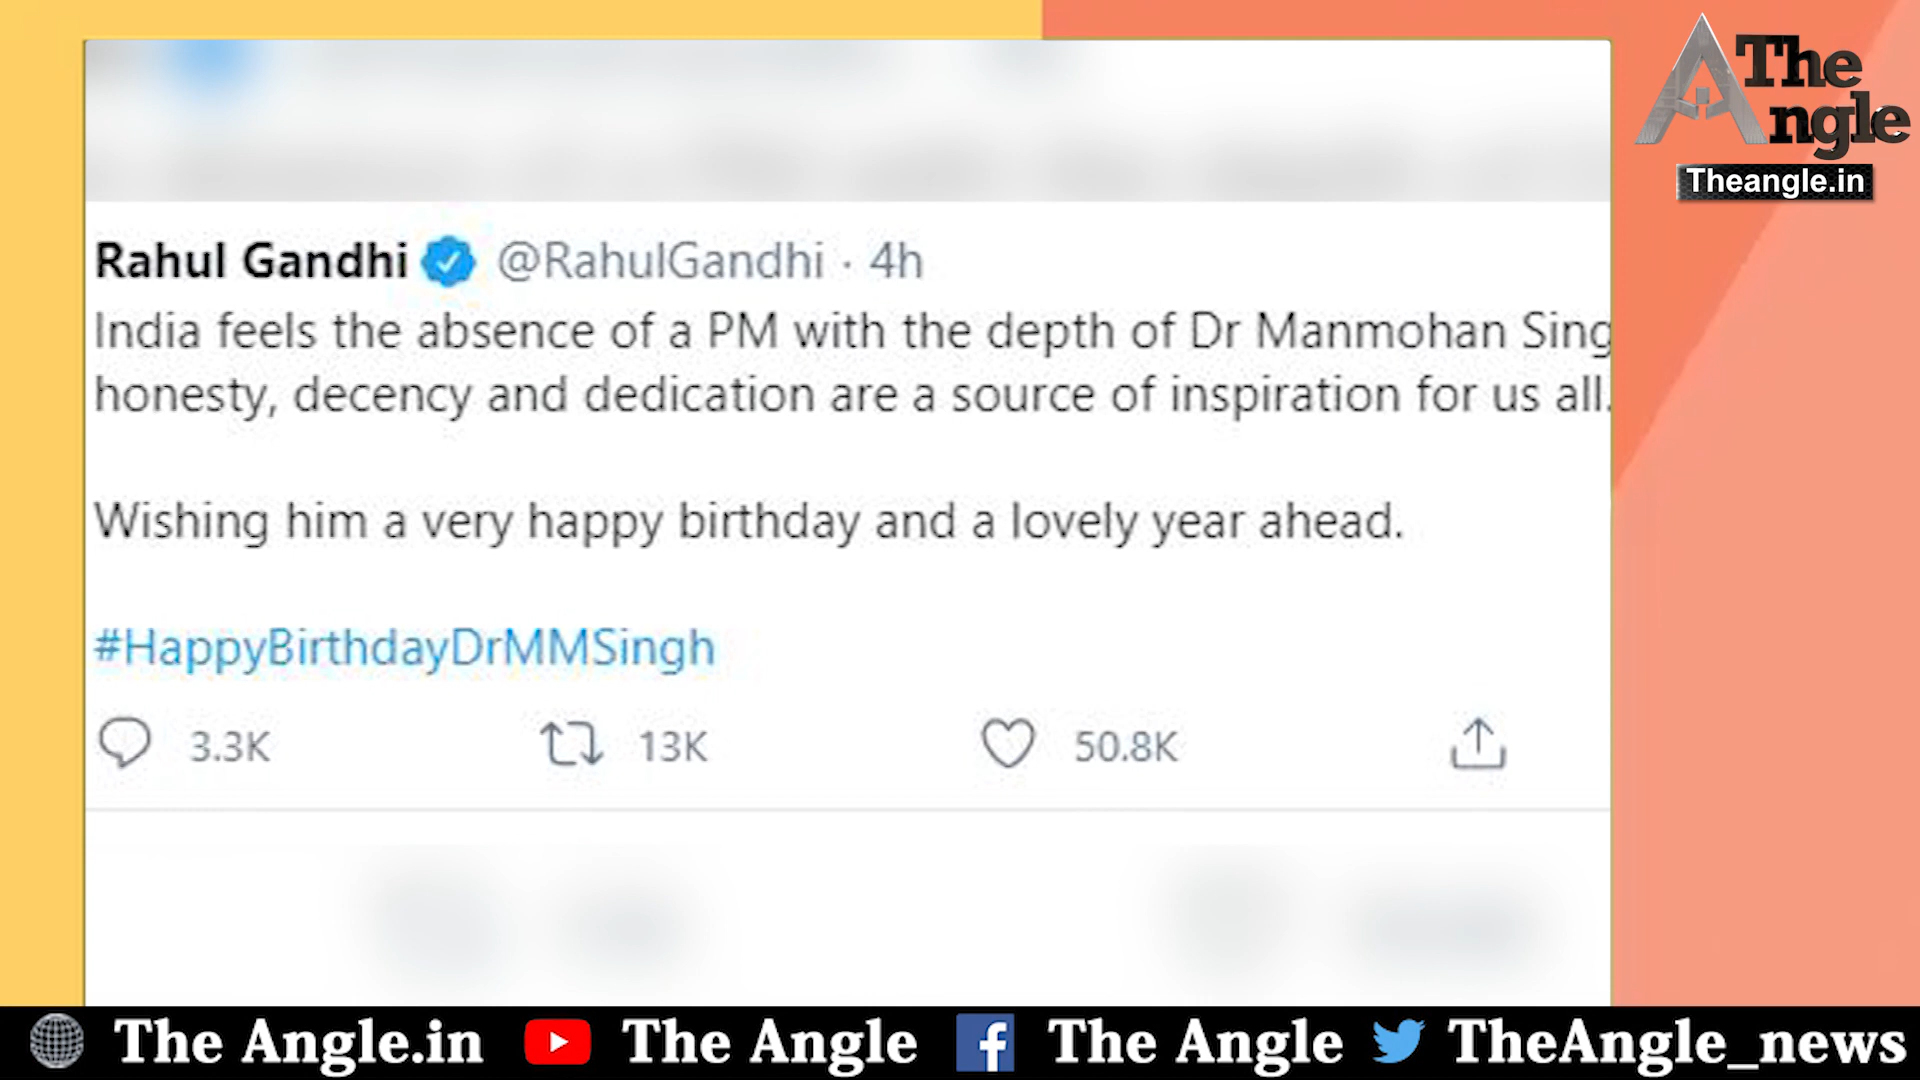 The
Angle
Theangle.in
Rahul Gandhi @RahulGandhi · 4h
India feels the absence of a PM with the depth of Dr Manmohan Sing
honesty, decency and dedication are a source of inspiration for us all.
Wishing him a very happy birthday and a lovely year ahead.
#HappyBirthdayDrMMSingh
3.3K 13K 50.8K
The Angle.in The Angle The Angle TheAngle_news